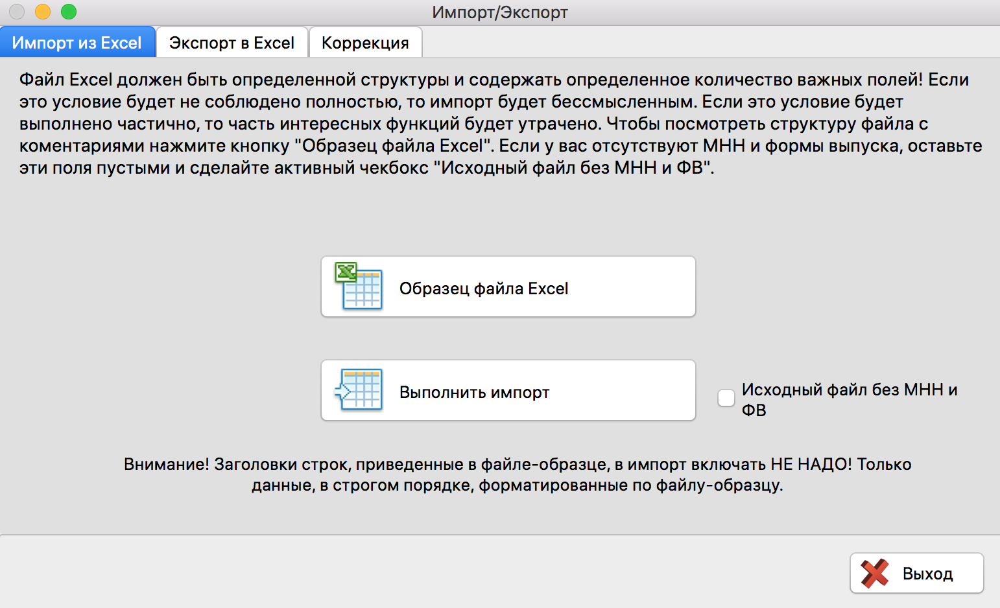 Импорт/Экспорт
Импорт из Excel
Экспорт в Excel
Коррекция
Файл Excel должен быть определенной структуры и содержать определенное количество важных полей! Если
это условие будет не соблюдено полностью, то импорт будет бессмысленным. Если это условие будет
выполнено частично, то часть интересных функций будет утрачено. Чтобы посмотреть структуру файла с
коментариями нажмите кнопку "Образец файла Excel". Если у вас отсутствуют МНН и формы выпуска, оставьте
эти поля пустыми и сделайте активный чекбокс "Исходный файл без МНН и ФВ".
Образец файла Excel
Выполнить импорт
Исходный файл без МНН и
ФВ
Внимание! Заголовки строк, приведенные в файле-образце, в импорт включать НЕ НАДО! Только
данные, в строгом порядке, форматированные по файлу-образцу.
Выход